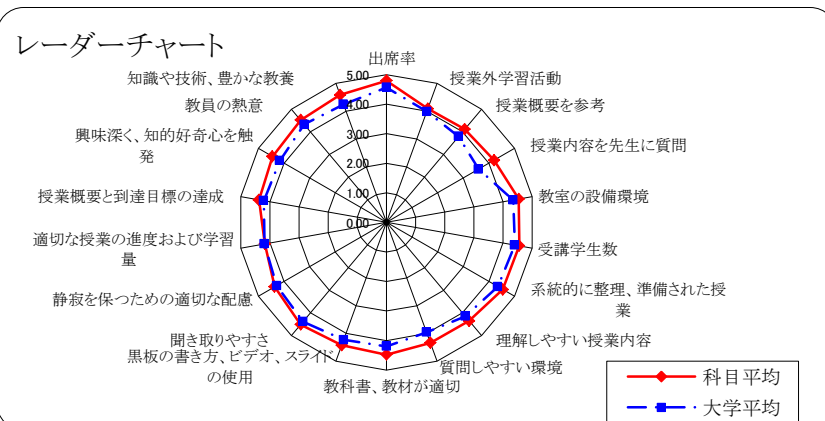 レーダーチャート
出席率
授業外学習活動
授業概要を参考
授業内容を先生に質問
教室の設備環境
受講学生数
系統的に整理、準備された授
業
理解しやすい授業内容
質問しやすい環境
教科書、教材が適切
黒板の書き方、ビデオ、スライド
の使用
聞き取りやすさ
静寂を保つための適切な配慮
適切な授業の進度および学習
量
授業概要と到達目標の達成
興味深く、知的好奇心を触
発
教員の熱意
知識や技術、豊かな教養
5.00
4.00
3.00
2.00
1.00
0.00
科目平均
大学平均